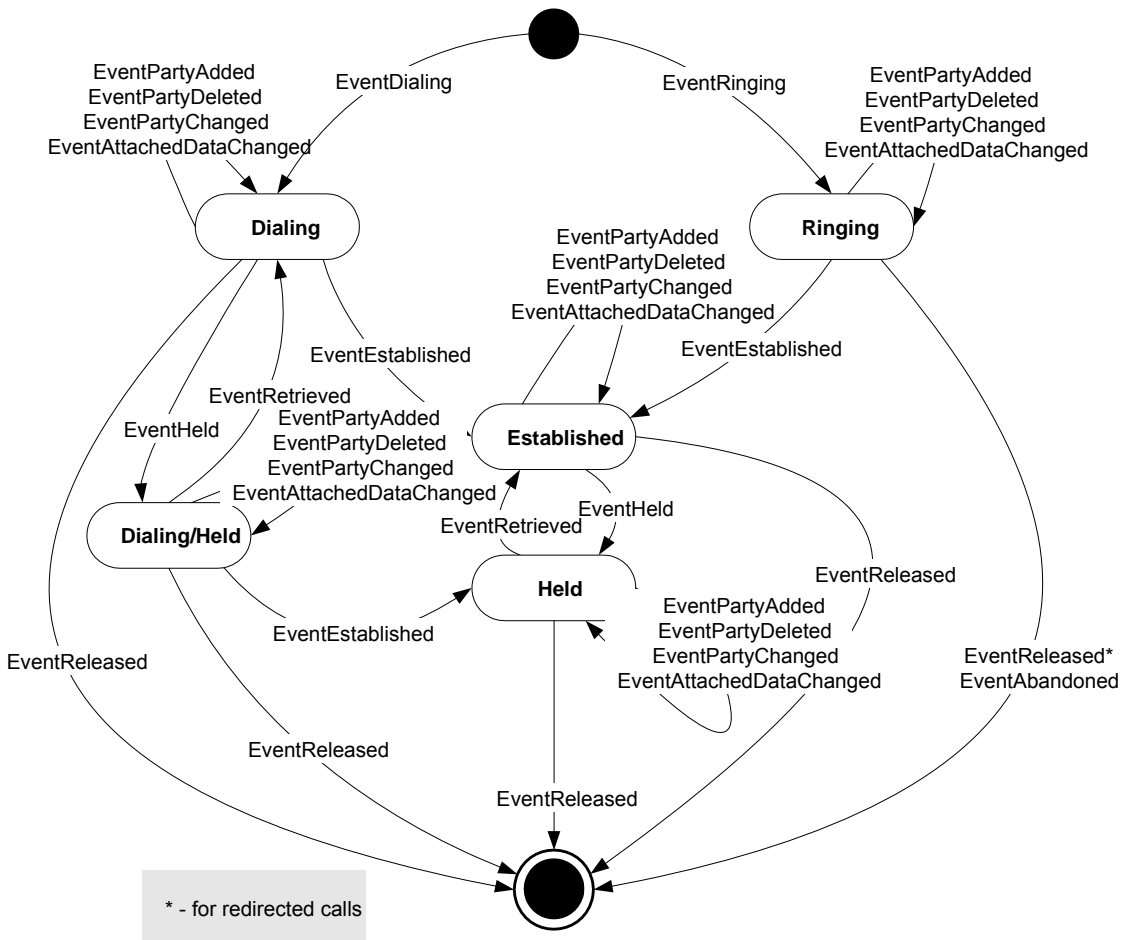 EventPartyAdded
EventPartyDeleted
EventPartyChanged
EventAttachedDataChanged
EventDialing
EventRinging
EventPartyAdded
EventPartyDeleted
EventPartyChanged
EventAttachedDataChanged
Dialing
Ringing
EventPartyAdded
EventPartyDeleted
EventPartyChanged
EventAttachedDataChanged
EventEstablished
EventEstablished
EventRetrieved
EventHeld
EventPartyAdded
EventPartyDeleted
EventPartyChanged
EventAttachedDataChanged
Established
EventRetrieved
EventHeld
Dialing/Held
Held
EventReleased
EventEstablished
EventPartyAdded
EventPartyDeleted
EventPartyChanged
EventAttachedDataChanged
EventReleased
EventReleased*
EventAbandoned
EventReleased
EventReleased
* - for redirected calls